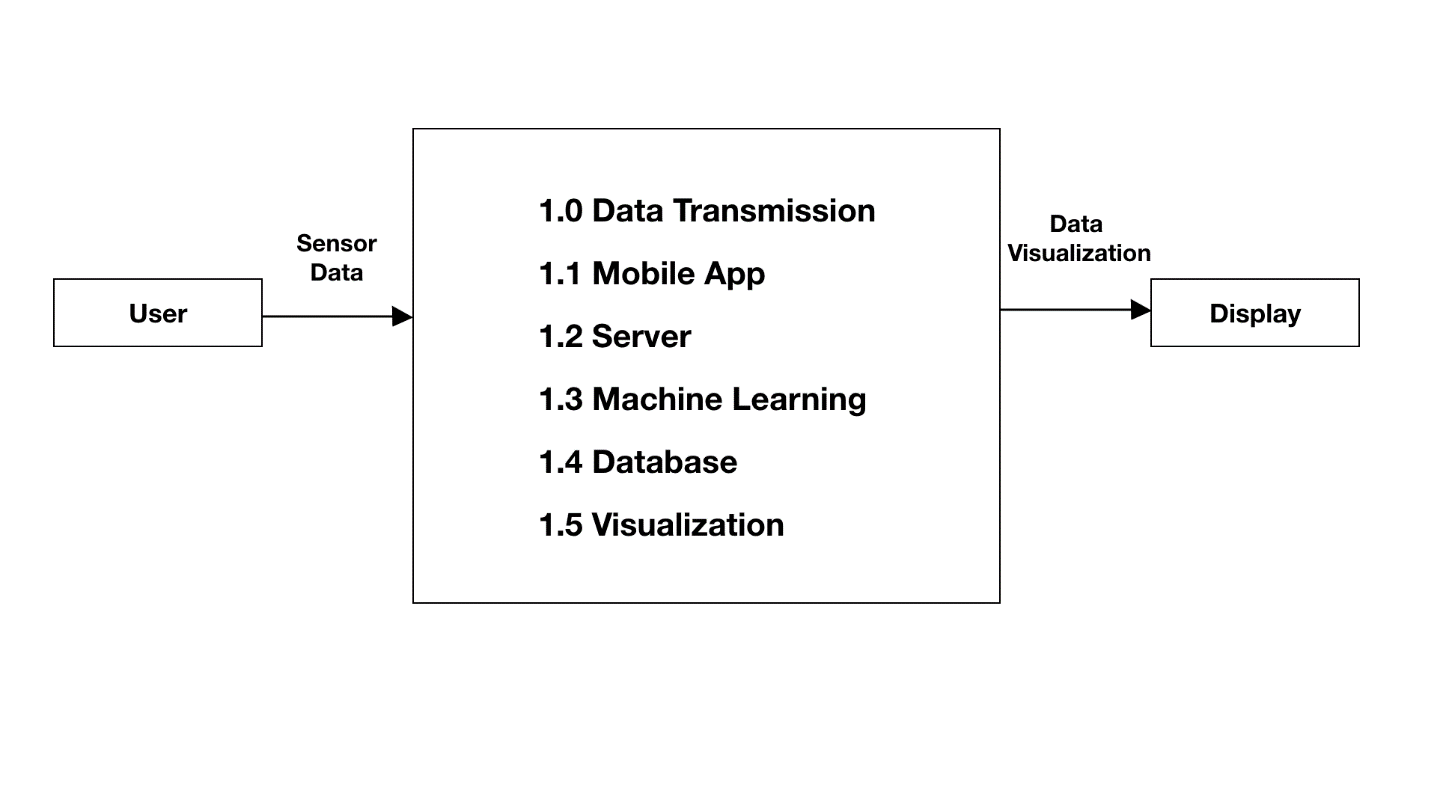 User
Sensor
Data
1.0 Data Transmission
1.1 Mobile App
1.2 Server
1.3 Machine Learning
1.4 Database
1.5 Visualization
Data
Visualization
Display